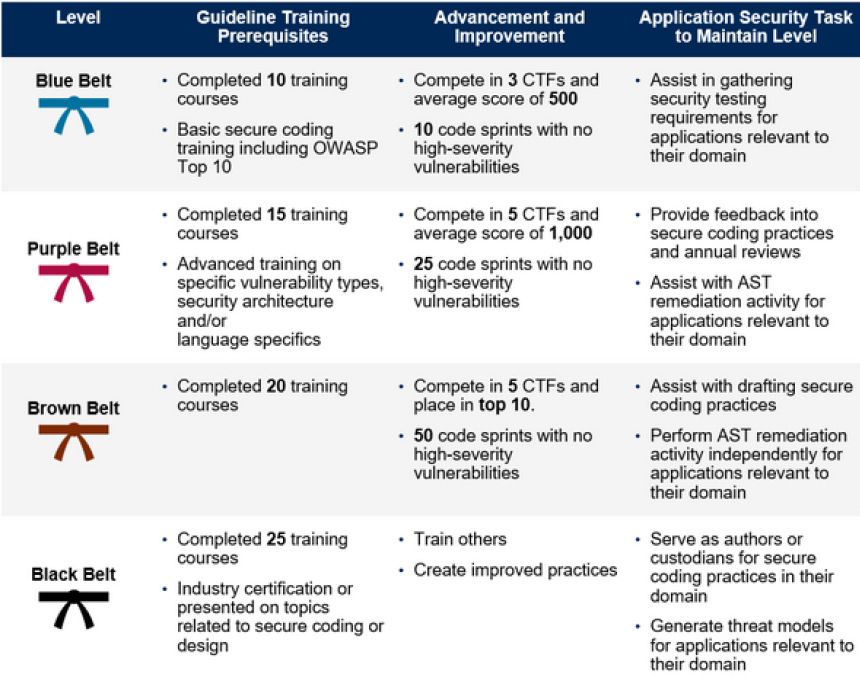 Level
Guideline Training
Prerequisites
Advancement and
Improvement
Application Security Task
to Maintain Level
Blue Belt
• Completed 10 training
courses
• Basic secure coding
training including OWASP
Top 10
• Compete in 3 CTFs and
average score of 500
• 10 code sprints with no
high-severity
vulnerabilities
• Assist in gathering
security testing
requirements for
applications relevant to
their domain
Purple Belt
• Completed 15 training
courses
• Advanced training on
specific vulnerability types,
security architecture
and/or
language specifics
• Compete in 5 CTFs and
average score of 1,000
• 25 code sprints with no
high-severity
vulnerabilities
• Provide feedback into
secure coding practices
and annual reviews
• Assist with AST
remediation activity for
applications relevant to
their domain
Brown Belt
• Completed 20 training
courses
• Compete in 5 CTFs and
place in top 10.
• 50 code sprints with no
high-severity
vulnerabilities
• Assist with drafting secure
coding practices
• Perform AST remediation
activity independently for
applications relevant to
their domain
Black Belt
• Completed 25 training
courses
• Industry certification or
presented on topics
related to secure coding or
design
• Train others
• Create improved practices
• Serve as authors or
custodians for secure
coding practices in their
domain
• Generate threat models
for applications relevant to
their domain